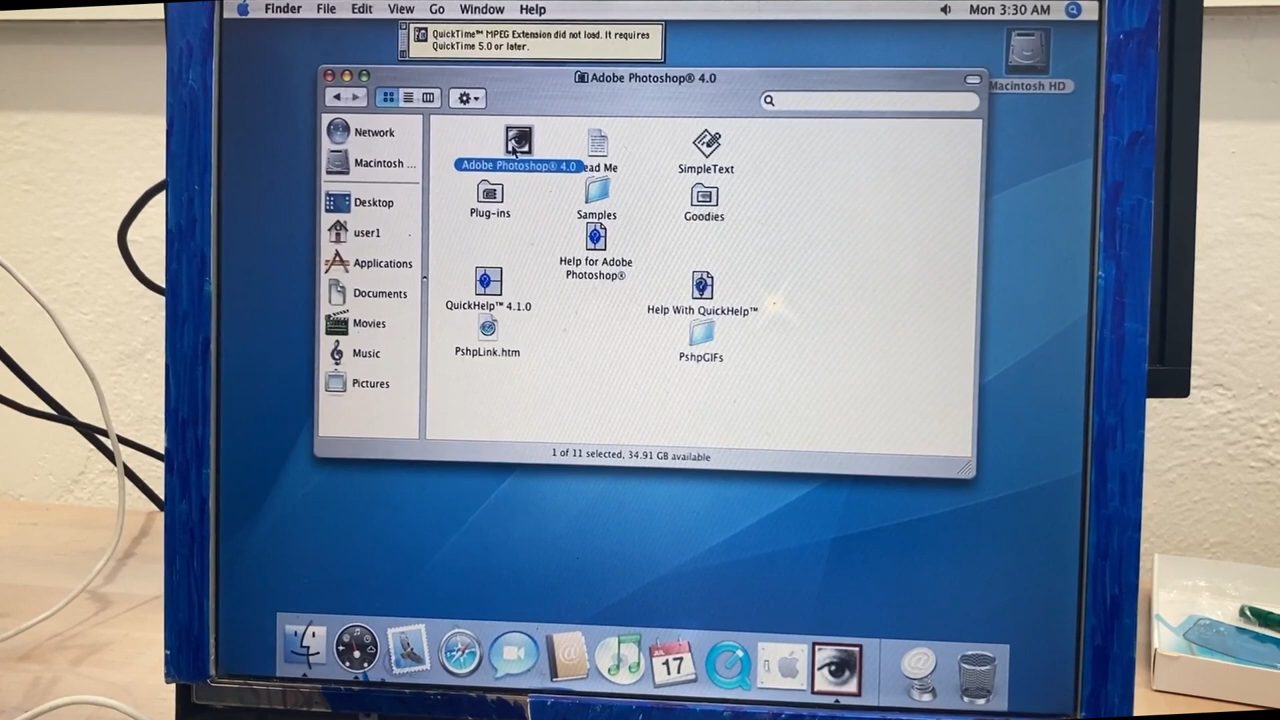 Finder File Edit View Go Window Help Mon 3:30 AM
QuickTime™ MPEG Extension did not load. It requires
QuickTime 5.0 or later.
Macintosh HD
Adobe Photoshop® 4.0
Network
Macintosh ...
Desktop
user1
Applications
Documents
Movies
Music
Pictures
Adobe Photoshop® 4.0 ead Me SimpleText
Plug-ins Samples Goodies
Help for Adobe
Photoshop®
QuickHelp™ 4.1.0 Help With QuickHelp™
PshpLink.htm PshpGIFs
1 of 11 selected, 34.91 GB available
JUL
17